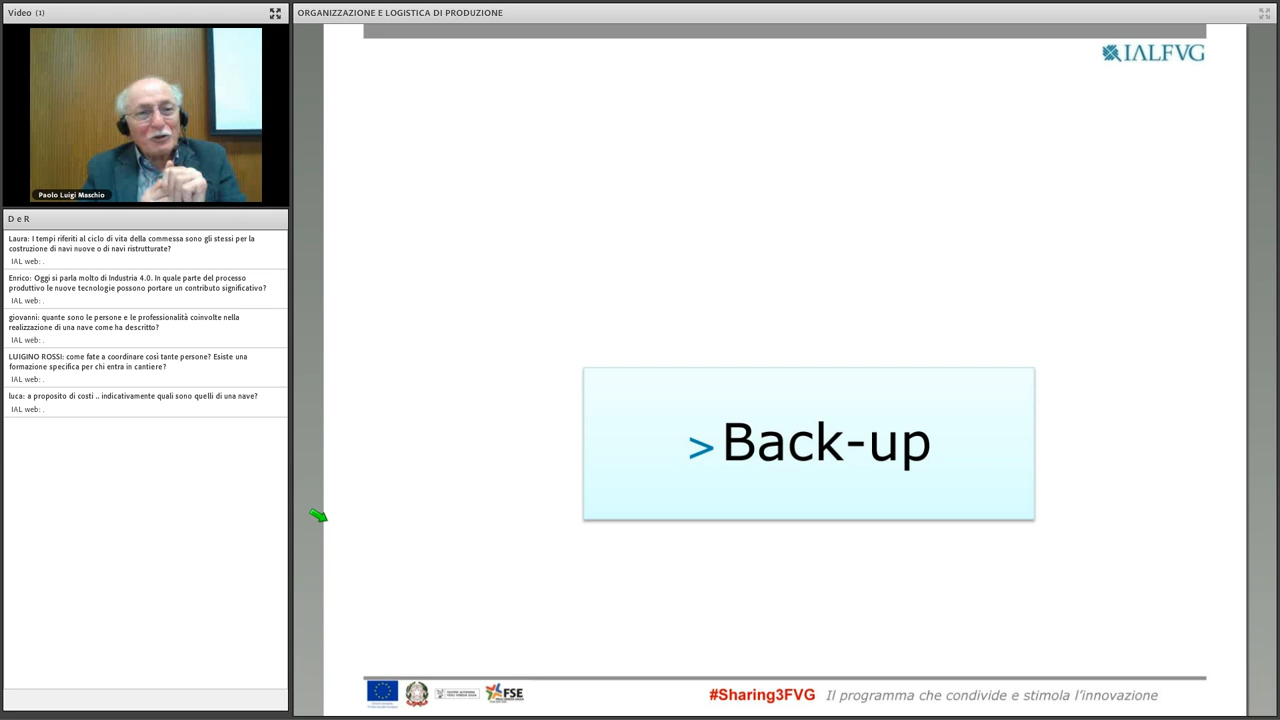 Video (1)
ORGANIZZAZIONE E LOGISTICA DI PRODUZIONE
IALFVG
Paolo Luigi Maschio
D e R
Laura: I tempi riferiti al ciclo di vita della commessa sono gli stessi per la
costruzione di navi nuove o di navi ristrutturate?
IAL web: .
Enrico: Oggi si parla molto di Industria 4.0. In quale parte del processo
produttivo le nuove tecnologie possono portare un contributo significativo?
IAL web: .
giovanni: quante sono le persone e le professionalità coinvolte nella
realizzazione di una nave come ha descritto?
IAL web: .
LUIGINO ROSSI: come fate a coordinare così tante persone? Esiste una
formazione specifica per chi entra in cantiere?
IAL web: .
luca: a proposito di costi .. indicativamente quali sono quelli di una nave?
IAL web: .
>Back-up
FSE
#Sharing3FVG Il programma che condivide e stimola l'innovazione